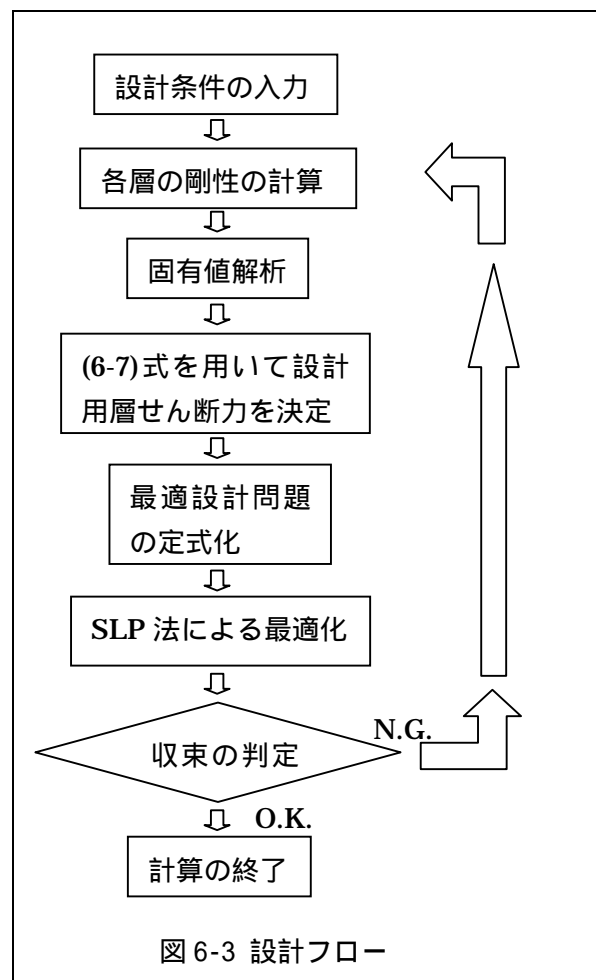 設計条件の入力
各層の剛性の計算
固有値解析
(6-7)式を用いて設計
用層せん断力を決定
最適設計問題
の定式化
SLP 法による最適化
収束の判定
N.G.
O.K.
計算の終了
図 6-3 設計フロー